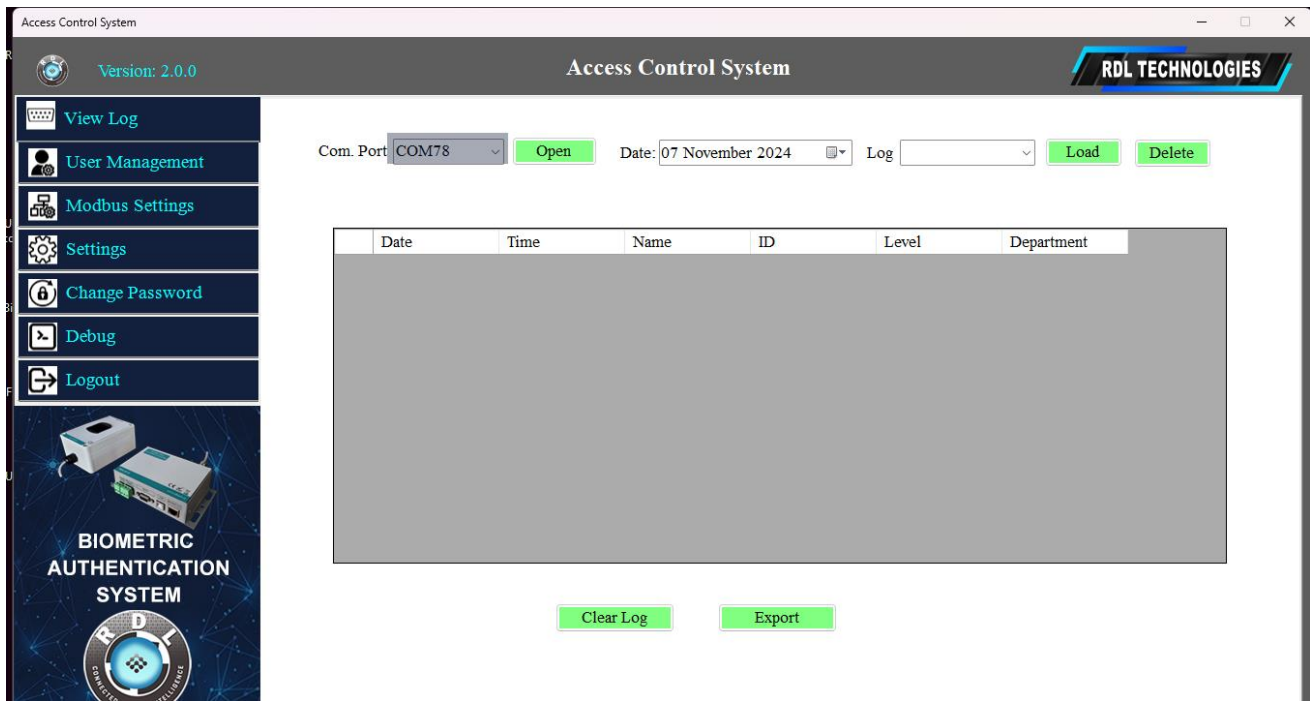 Access Control System
Version: 2.0.0
Access Control System
RDL TECHNOLOGIES
View Log
User Management
Modbus Settings
Settings
Change Password
Debug
Logout
Com. Port COM78 Open Date: 07 November 2024 Log Load Delete
Date Time Name ID Level Department
Clear Log Export
BIOMETRIC
AUTHENTICATION
SYSTEM
RDL